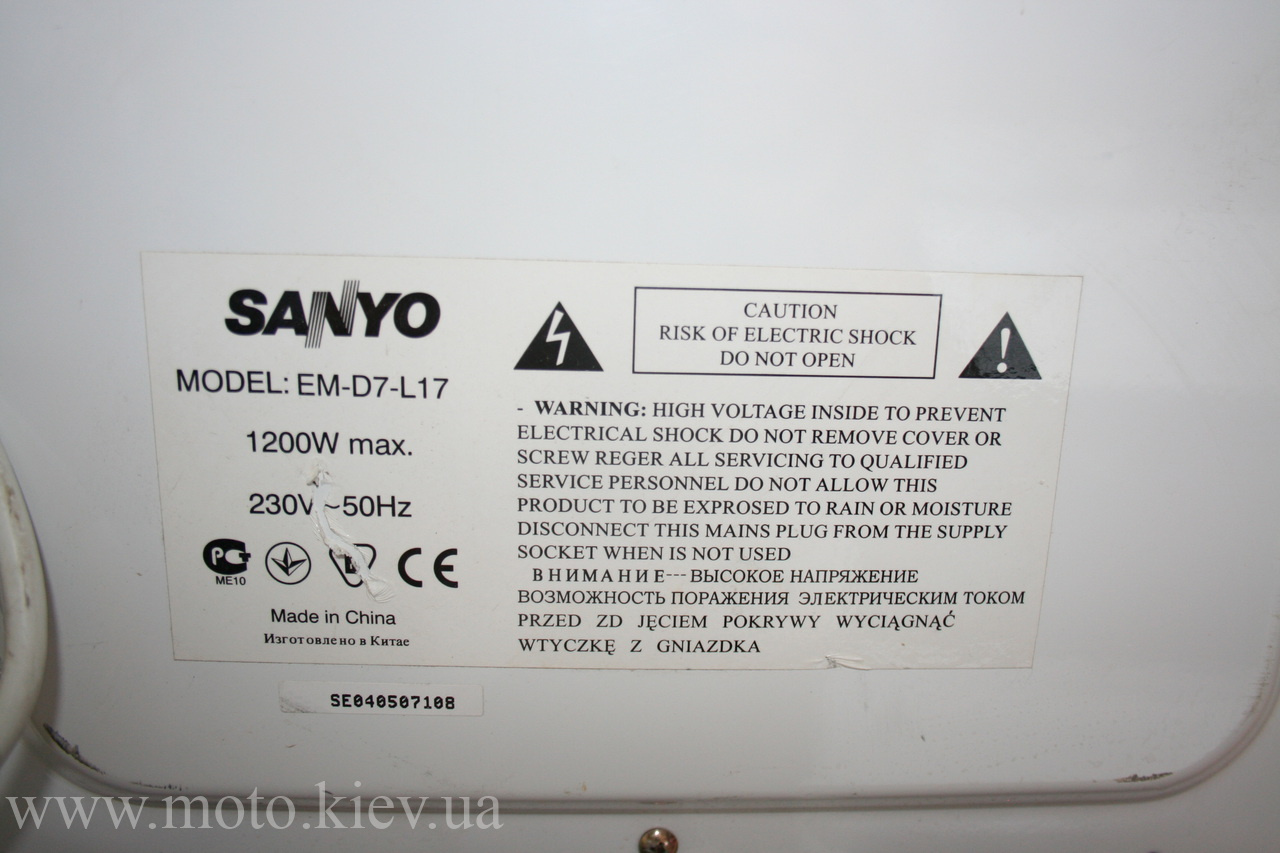 SANYO
MODEL: EM-D7-L17
1200W max.
230V~50Hz
РСТ
ME10
CE
Made in China
Изготовлено в Китае
CAUTION
RISK OF ELECTRIC SHOCK
DO NOT OPEN
- WARNING: HIGH VOLTAGE INSIDE TO PREVENT
ELECTRICAL SHOCK DO NOT REMOVE COVER OR
SCREW REGER ALL SERVICING TO QUALIFIED
SERVICE PERSONNEL DO NOT ALLOW THIS
PRODUCT TO BE EXPROSED TO RAIN OR MOISTURE
DISCONNECT THIS MAINS PLUG FROM THE SUPPLY
SOCKET WHEN IS NOT USED
ВНИМАНИЕ---ВЫСОКОЕ НАПРЯЖЕНИЕ
ВОЗМОЖНОСТЬ ПОРАЖЕНИЯ ЭЛЕКТРИЧЕСКИМ ТОКОМ
PRZED ZD JĘCIEM POKRYWY WYCIĄGNĄĆ
WTYCZKĘ Z GNIAZDKA
SE040507108
www.moto.kiev.ua